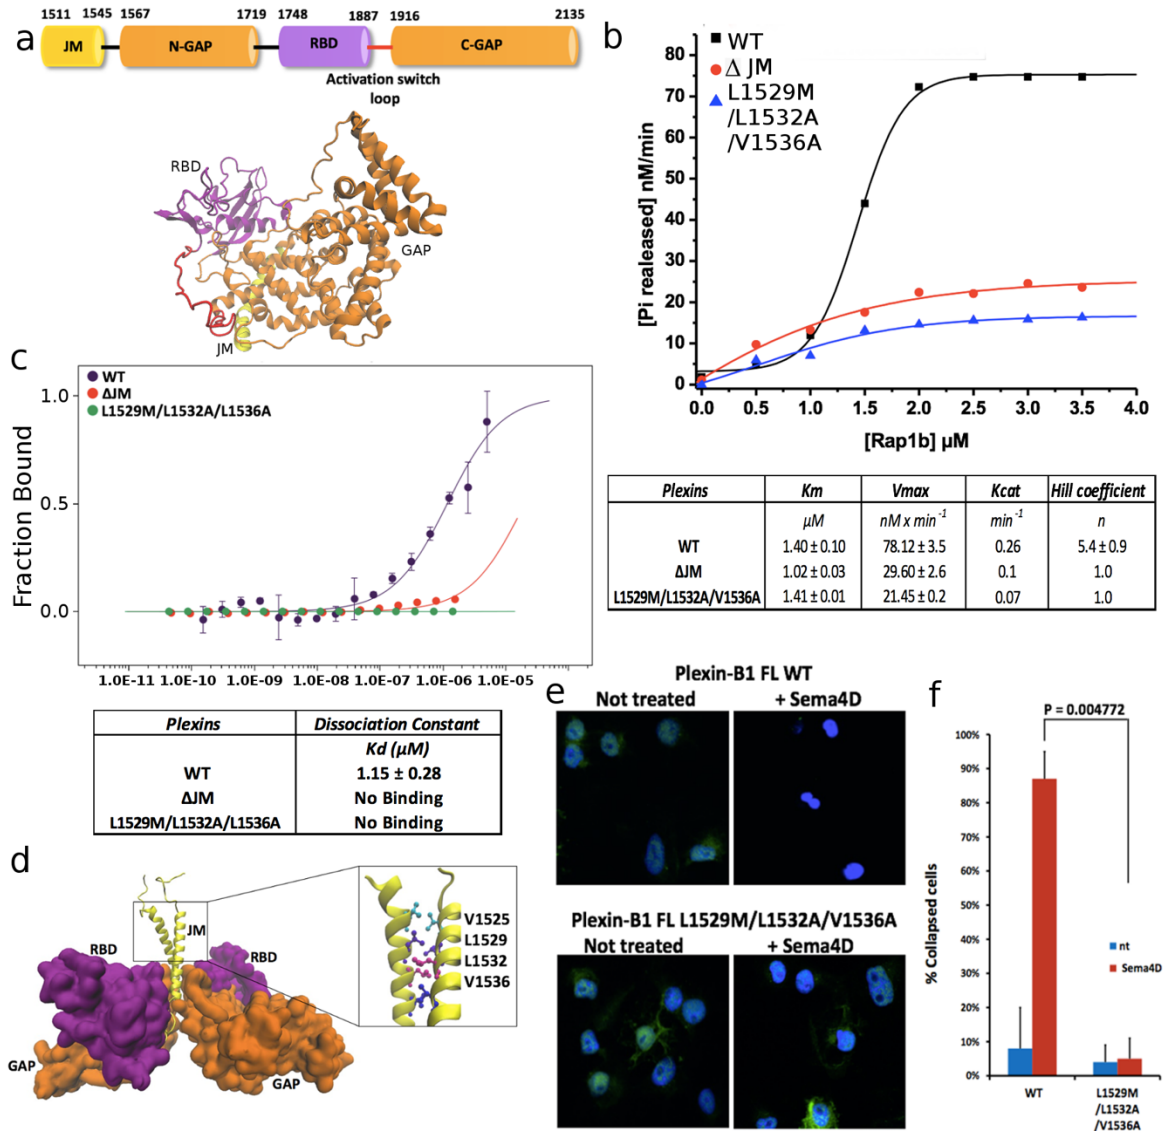 a
1511 1545 1567 1719 1748 1887 1916 2135
JM N-GAP RBD C-GAP
Activation switch
loop
RBD
GAP
JM
b
WT
Δ JM
L1529M
/L1532A
/V1536A
[Pi realeased] nM/min
80
70
60
50
40
30
20
10
0
0.0 0.5 1.0 1.5 2.0 2.5 3.0 3.5 4.0
[Rap1b] µM
Plexins Km Vmax Kcat Hill coefficient
µM nM x min⁻¹ min⁻¹ n
WT 1.40 ± 0.10 78.12 ± 3.5 0.26 5.4 ± 0.9
ΔJM 1.02 ± 0.03 29.60 ± 2.6 0.1 1.0
L1529M/L1532A/V1536A 1.41 ± 0.01 21.45 ± 0.2 0.07 1.0
c
WT
ΔJM
L1529M/L1532A/L1536A
Fraction Bound
1.0
0.5
0.0
1.0E-11 1.0E-10 1.0E-09 1.0E-08 1.0E-07 1.0E-06 1.0E-05
Plexins Dissociation Constant
Kd (µM)
WT 1.15 ± 0.28
ΔJM No Binding
L1529M/L1532A/L1536A No Binding
d
RBD
JM
RBD
GAP
GAP
V1525
L1529
L1532
V1536
e
Plexin-B1 FL WT
Not treated + Sema4D
Plexin-B1 FL L1529M/L1532A/V1536A
Not treated + Sema4D
f
P = 0.004772
% Collapsed cells
100%
90%
80%
70%
60%
50%
40%
30%
20%
10%
0%
nt
Sema4D
WT
L1529M
/L1532A
/V1536A